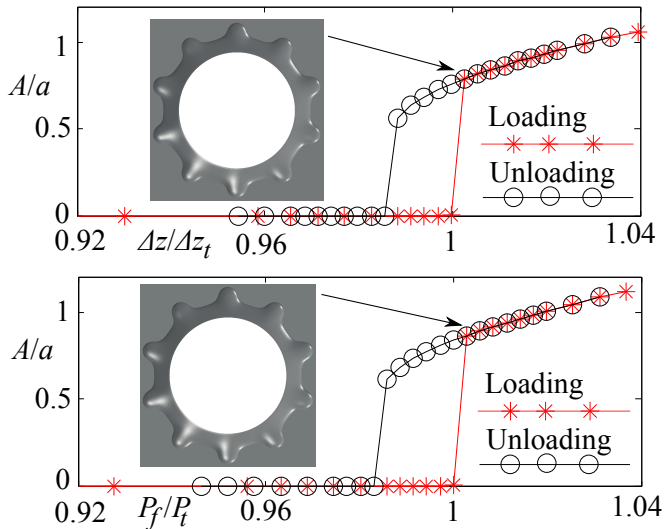 1
A/a
0.5
0
Loading
Unloading
0.92
Δz/Δz_t
0.96
1
1.04
1
A/a
0.5
0
Loading
Unloading
0.92
P_f/P_t
0.96
1
1.04